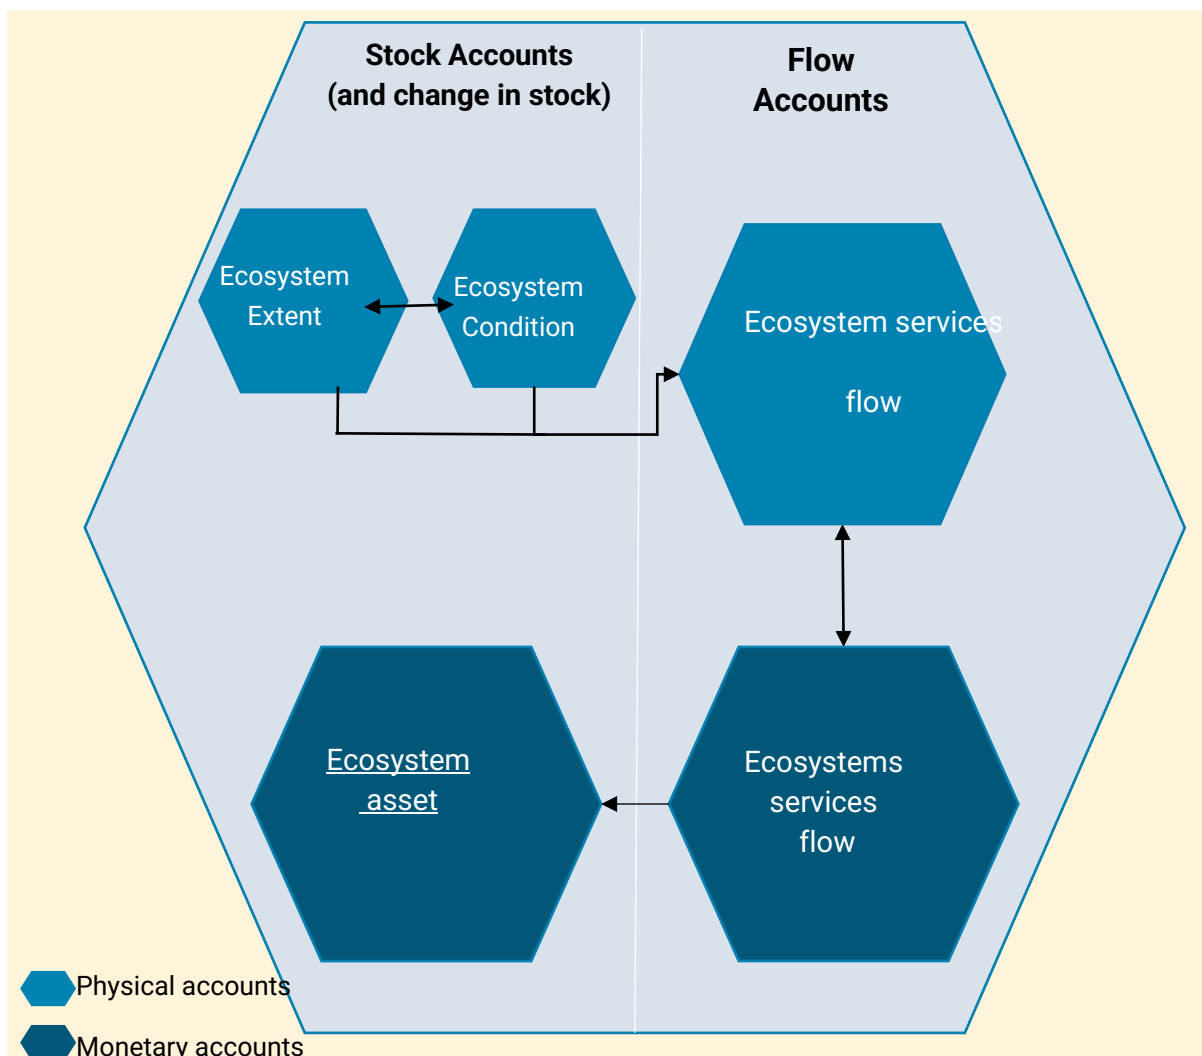 Stock Accounts
(and change in stock)
Flow
Accounts
Ecosystem
Extent
Ecosystem
Condition
Ecosystem services
flow
Ecosystem
asset
Ecosystems
services
flow
Physical accounts
Monetary accounts